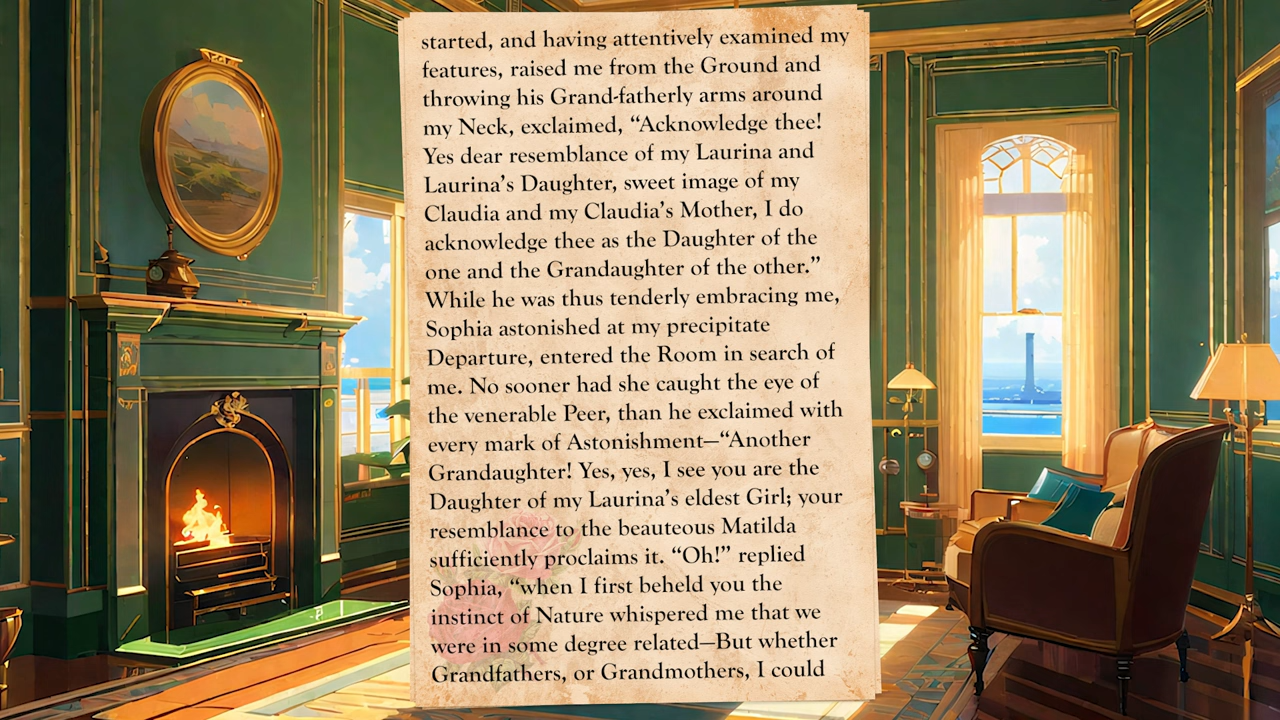 started, and having attentively examined my
features, raised me from the Ground and
throwing his Grand-fatherly arms around
my Neck, exclaimed, “Acknowledge thee!
Yes dear resemblance of my Laurina and
Laurina’s Daughter, sweet image of my
Claudia and my Claudia’s Mother, I do
acknowledge thee as the Daughter of the
one and the Grandaughter of the other.”
While he was thus tenderly embracing me,
Sophia astonished at my precipitate
Departure, entered the Room in search of
me. No sooner had she caught the eye of
the venerable Peer, than he exclaimed with
every mark of Astonishment—“Another
Grandaughter! Yes, yes, I see you are the
Daughter of my Laurina’s eldest Girl; your
resemblance to the beauteous Matilda
sufficiently proclaims it. “Oh!” replied
Sophia, “when I first beheld you the
instinct of Nature whispered me that we
were in some degree related—But whether
Grandfathers, or Grandmothers, I could